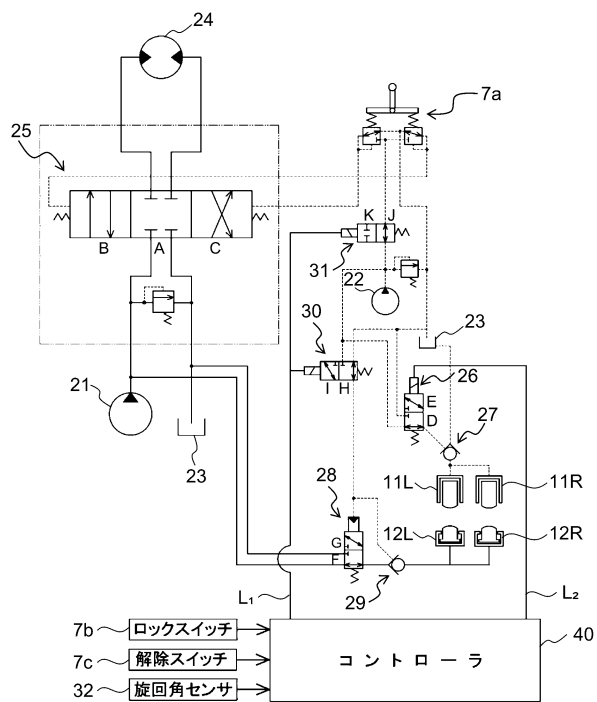 24
7a
25
B
A
C
K
J
31
22
30
23
I
H
26
E
D
27
21
23
11L
11R
28
12L
12R
G
F
29
L₁
L₂
7b
ロックスイッチ
40
7c
解除スイッチ
コントローラ
32
旋回角センサ